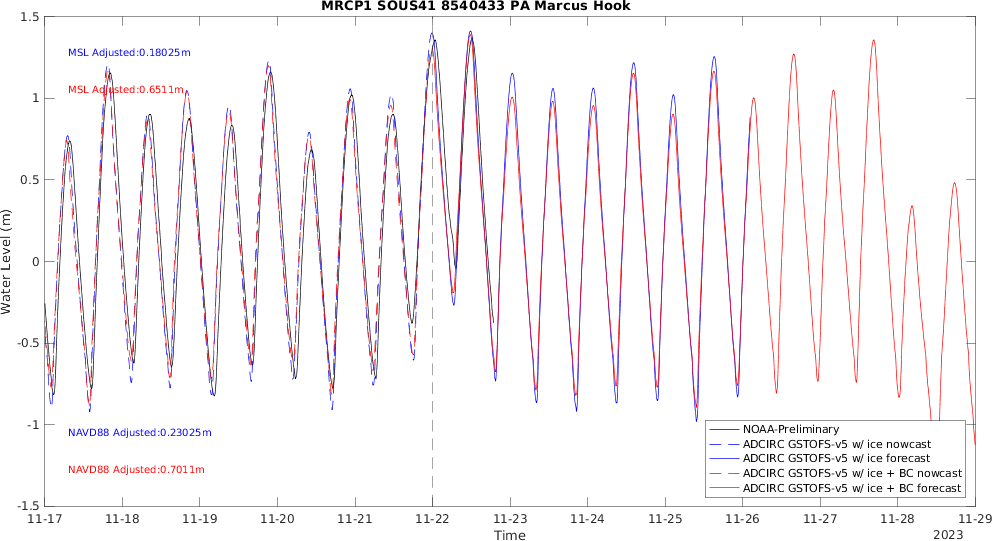 MRCP1 SOUS41 8540433 PA Marcus Hook
1.5
MSL Adjusted:0.18025m
MSL Adjusted:0.6511m
1
0.5
0
-0.5
-1
-1.5
Water Level (m)
NAVD88 Adjusted:0.23025m
NAVD88 Adjusted:0.7011m
NOAA-Preliminary
ADCIRC GSTOFS-v5 w/ ice nowcast
ADCIRC GSTOFS-v5 w/ ice forecast
ADCIRC GSTOFS-v5 w/ ice + BC nowcast
ADCIRC GSTOFS-v5 w/ ice + BC forecast
11-17 11-18 11-19 11-20 11-21 11-22 11-23 11-24 11-25 11-26 11-27 11-28 11-29
Time
2023